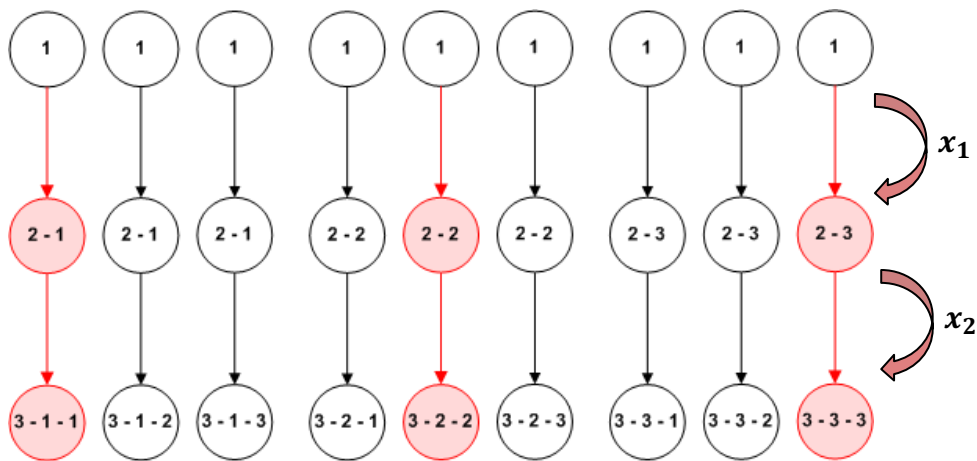 1 1 1 1 1 1 1 1 1
x₁
2 - 1 2 - 1 2 - 1 2 - 2 2 - 2 2 - 2 2 - 3 2 - 3 2 - 3
x₂
3 - 1 - 1 3 - 1 - 2 3 - 1 - 3 3 - 2 - 1 3 - 2 - 2 3 - 2 - 3 3 - 3 - 1 3 - 3 - 2 3 - 3 - 3